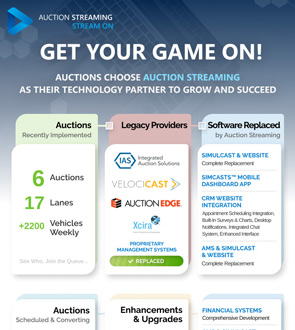 AUCTION STREAMING
STREAM ON
GET YOUR GAME ON!
AUCTIONS CHOOSE AUCTION STREAMING
AS THEIR TECHNOLOGY PARTNER TO GROW AND SUCCEED
Auctions
Recently Implemented
6 Auctions
17 Lanes
+2200 Vehicles
Weekly
See Who, Join the Queue...
Legacy Providers
IAS Integrated
Auction Solutions
VELOCICAST
AUCTION EDGE
Xcira
PROPRIETARY
MANAGEMENT SYSTEMS
REPLACED
Software Replaced
by Auction Streaming
SIMULCAST & WEBSITE
Complete Replacement
SIMCASTS™ MOBILE
DASHBOARD APP
CRM WEBSITE
INTEGRATION
Appointment Scheduling Integration,
Built-in Surveys & Charts, Desktop
Notifications, Integrated Chat
System, Enhanced Interface
AMS & SIMULCAST
& WEBSITE
Complete Replacement
Auctions
Scheduled & Converting
Enhancements
& Upgrades
FINANCIAL SYSTEMS
Comprehensive Development